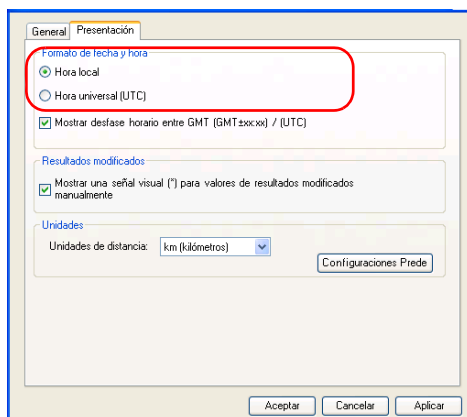 General Presentación
Formato de fecha y hora
Hora local
Hora universal (UTC)
Mostrar desfase horario entre GMT (GMT±xx:xx) / (UTC)
Resultados modificados
Mostrar una señal visual (*) para valores de resultados modificados
manualmente
Unidades
Unidades de distancia: km (kilómetros)
Configuraciones Prede
Aceptar Cancelar Aplicar